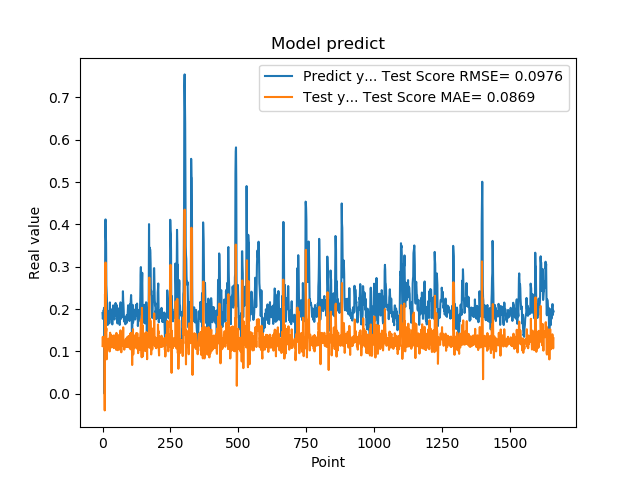 Model predict
Predict y... Test Score RMSE= 0.0976
Test y... Test Score MAE= 0.0869
Real value
0.7
0.6
0.5
0.4
0.3
0.2
0.1
0.0
0 250 500 750 1000 1250 1500
Point